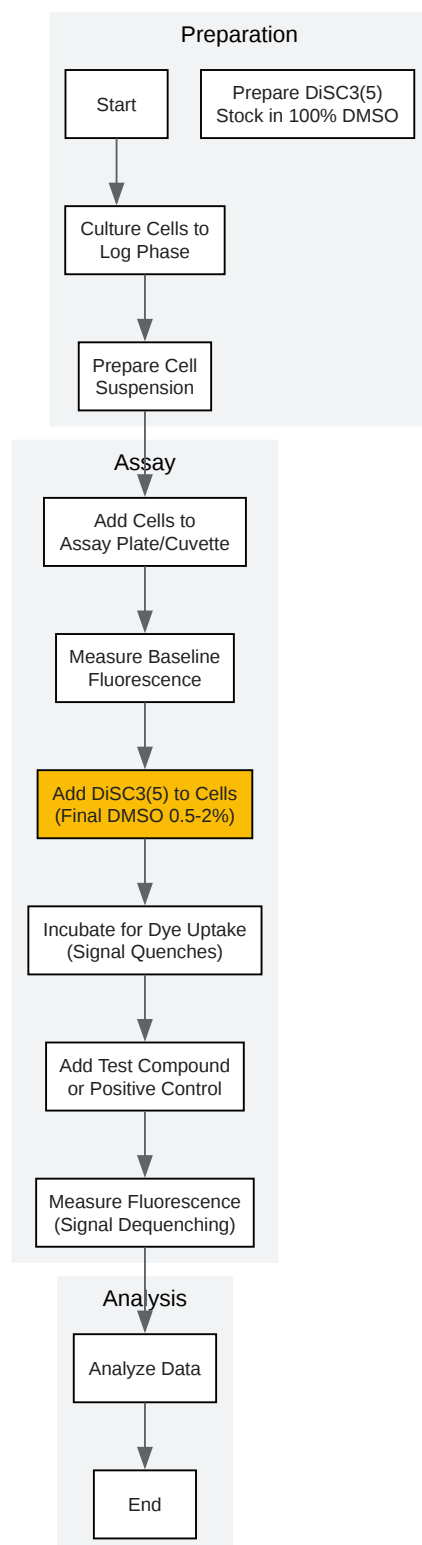 Preparation
Start
Prepare DiSC3(5)
Stock in 100% DMSO
Culture Cells to
Log Phase
Prepare Cell
Suspension
Assay
Add Cells to
Assay Plate/Cuvette
Measure Baseline
Fluorescence
Add DiSC3(5) to Cells
(Final DMSO 0.5-2%)
Incubate for Dye Uptake
(Signal Quenches)
Add Test Compound
or Positive Control
Measure Fluorescence
(Signal Dequenching)
Analysis
Analyze Data
End